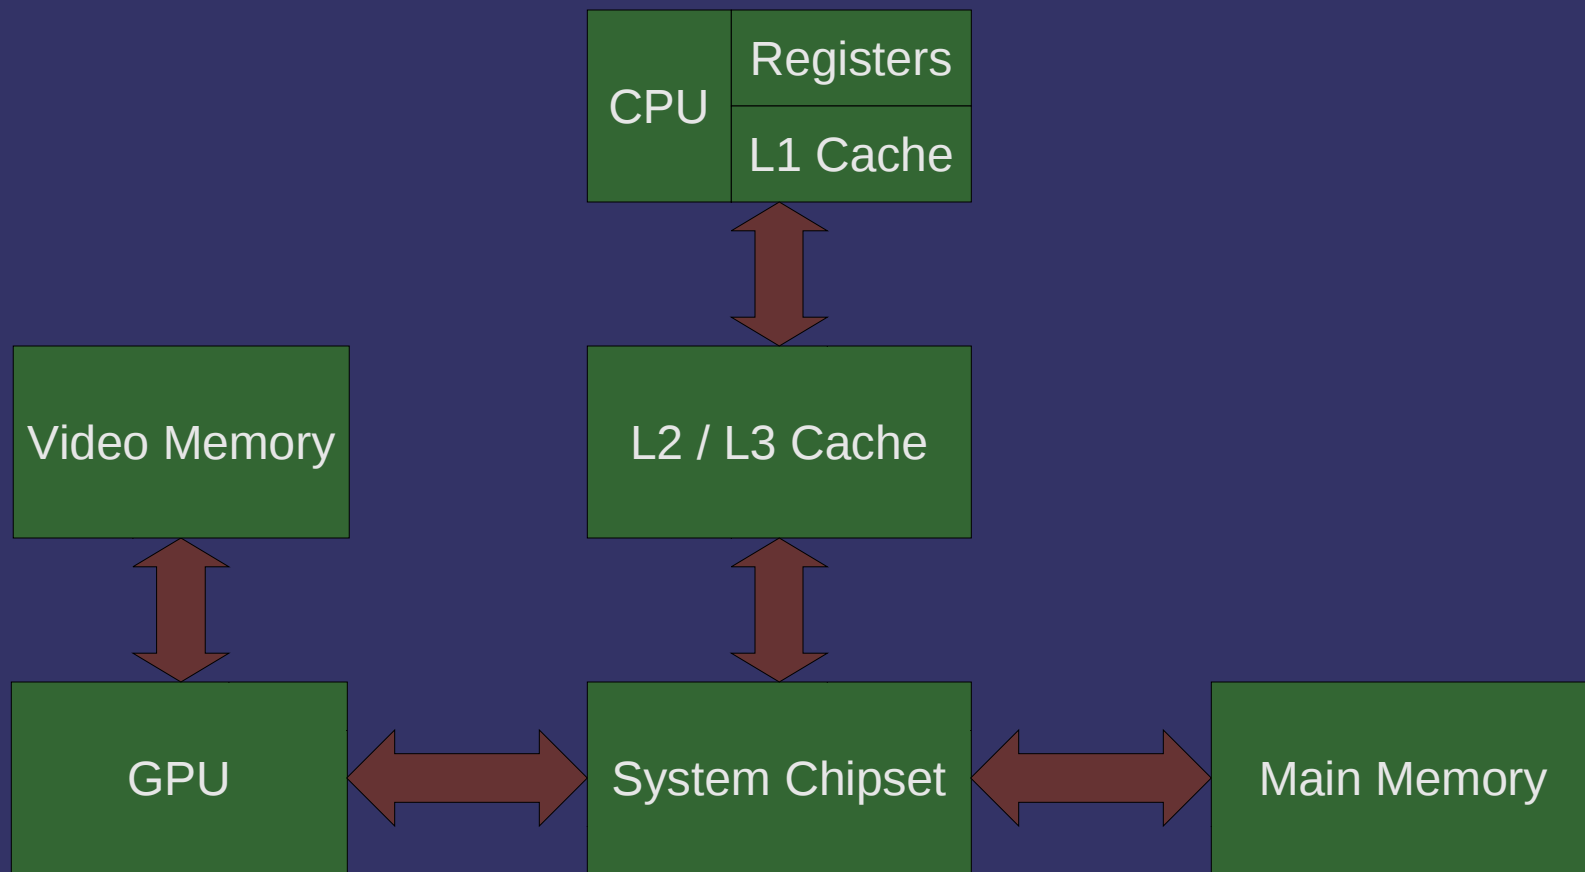 CPU
Registers
L1 Cache
Video Memory
L2 / L3 Cache
GPU
System Chipset
Main Memory